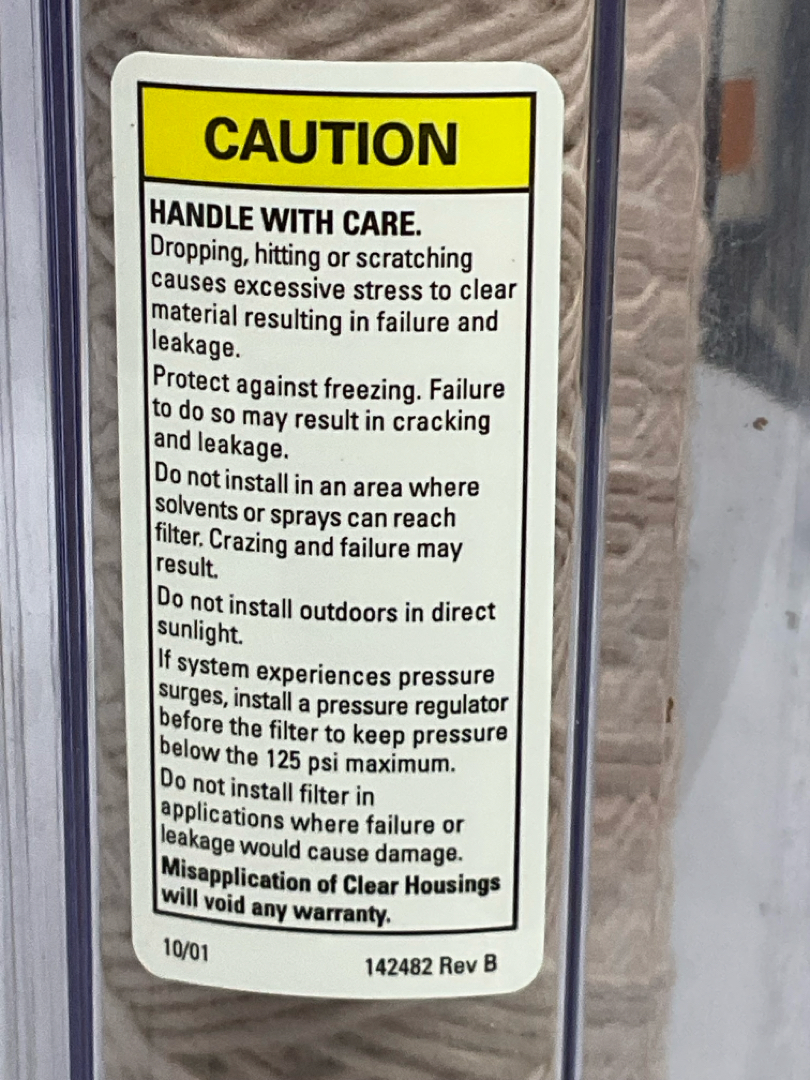 CAUTION
HANDLE WITH CARE.
Dropping, hitting or scratching
causes excessive stress to clear
material resulting in failure and
leakage.
Protect against freezing. Failure
to do so may result in cracking
and leakage.
Do not install in an area where
solvents or sprays can reach
filter. Crazing and failure may
result.
Do not install outdoors in direct
sunlight.
If system experiences pressure
surges, install a pressure regulator
before the filter to keep pressure
below the 125 psi maximum.
Do not install filter in
applications where failure or
leakage would cause damage.
Misapplication of Clear Housings
will void any warranty.
10/01 142482 Rev B